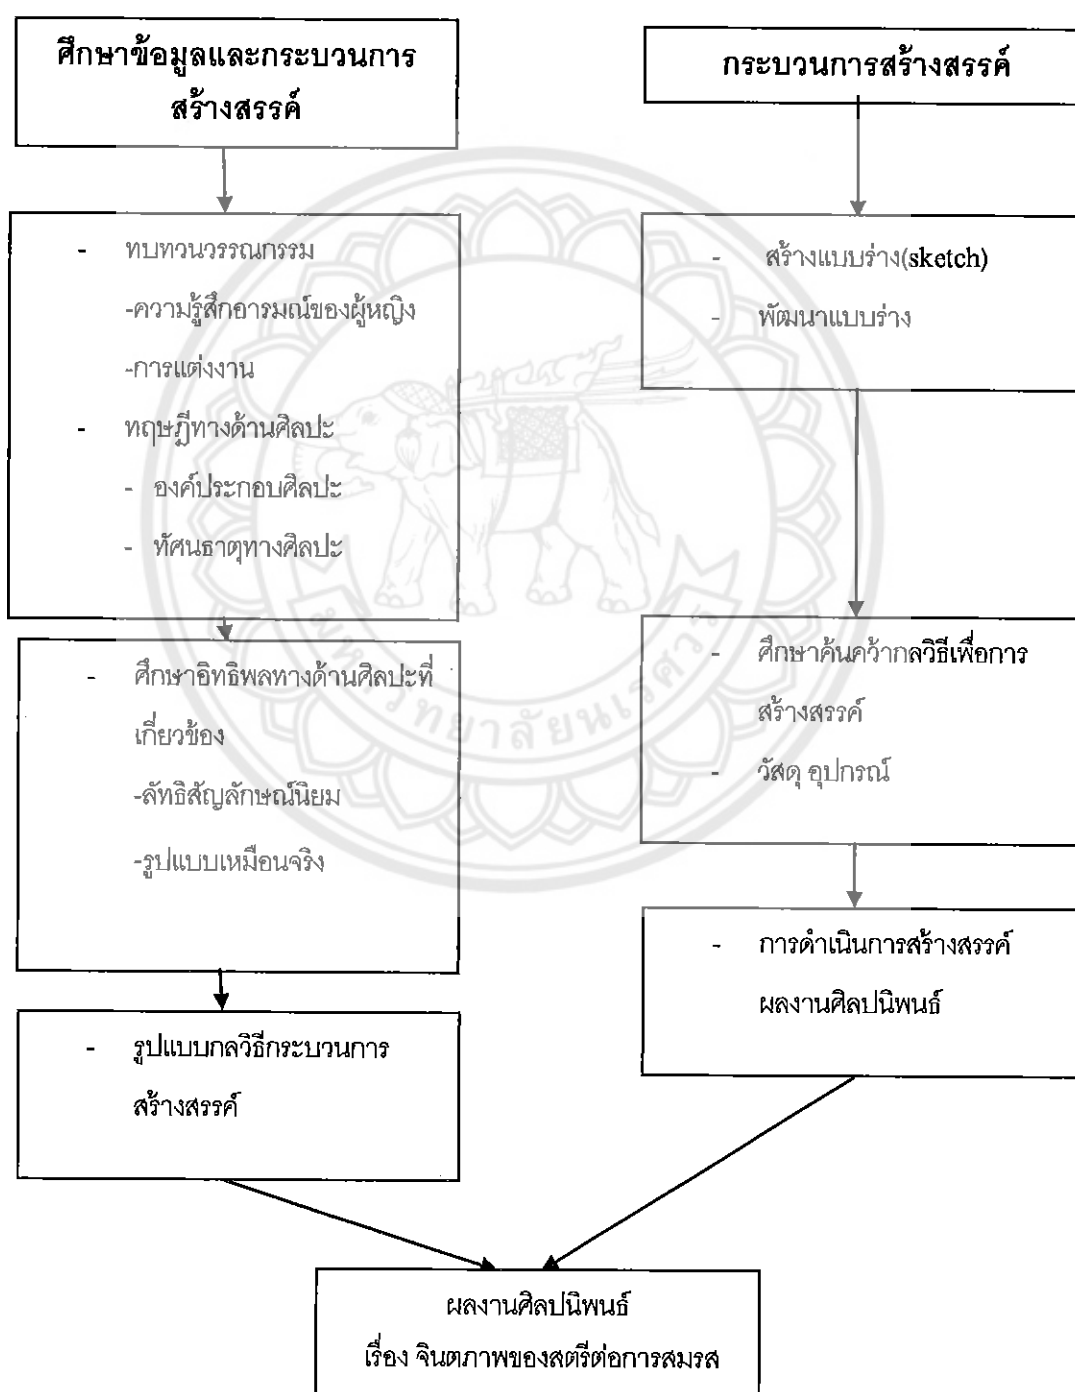 ศึกษาข้อมูลและกระบวนการ
สร้างสรรค์
- ทบทวนวรรณกรรม
-ความรู้สึกอารมณ์ของผู้หญิง
-การแต่งงาน
- ทฤษฎีทางด้านศิลปะ
- องค์ประกอบศิลปะ
- ทัศนธาตุทางศิลปะ
- ศึกษาอิทธิพลทางด้านศิลปะที่
เกี่ยวข้อง
-ลัทธิสัญลักษณ์นิยม
-รูปแบบเหมือนจริง
- รูปแบบกลวิธีกระบวนการ
สร้างสรรค์
กระบวนการสร้างสรรค์
- สร้างแบบร่าง(sketch)
- พัฒนาแบบร่าง
- ศึกษาค้นคว้ากลวิธีเพื่อการ
สร้างสรรค์
- วัสดุ อุปกรณ์
- การดำเนินการสร้างสรรค์
ผลงานศิลปนิพนธ์
ผลงานศิลปนิพนธ์
เรื่อง จินตภาพของสตรีต่อการสมรส
มหาวิทยาลัยนเรศวร